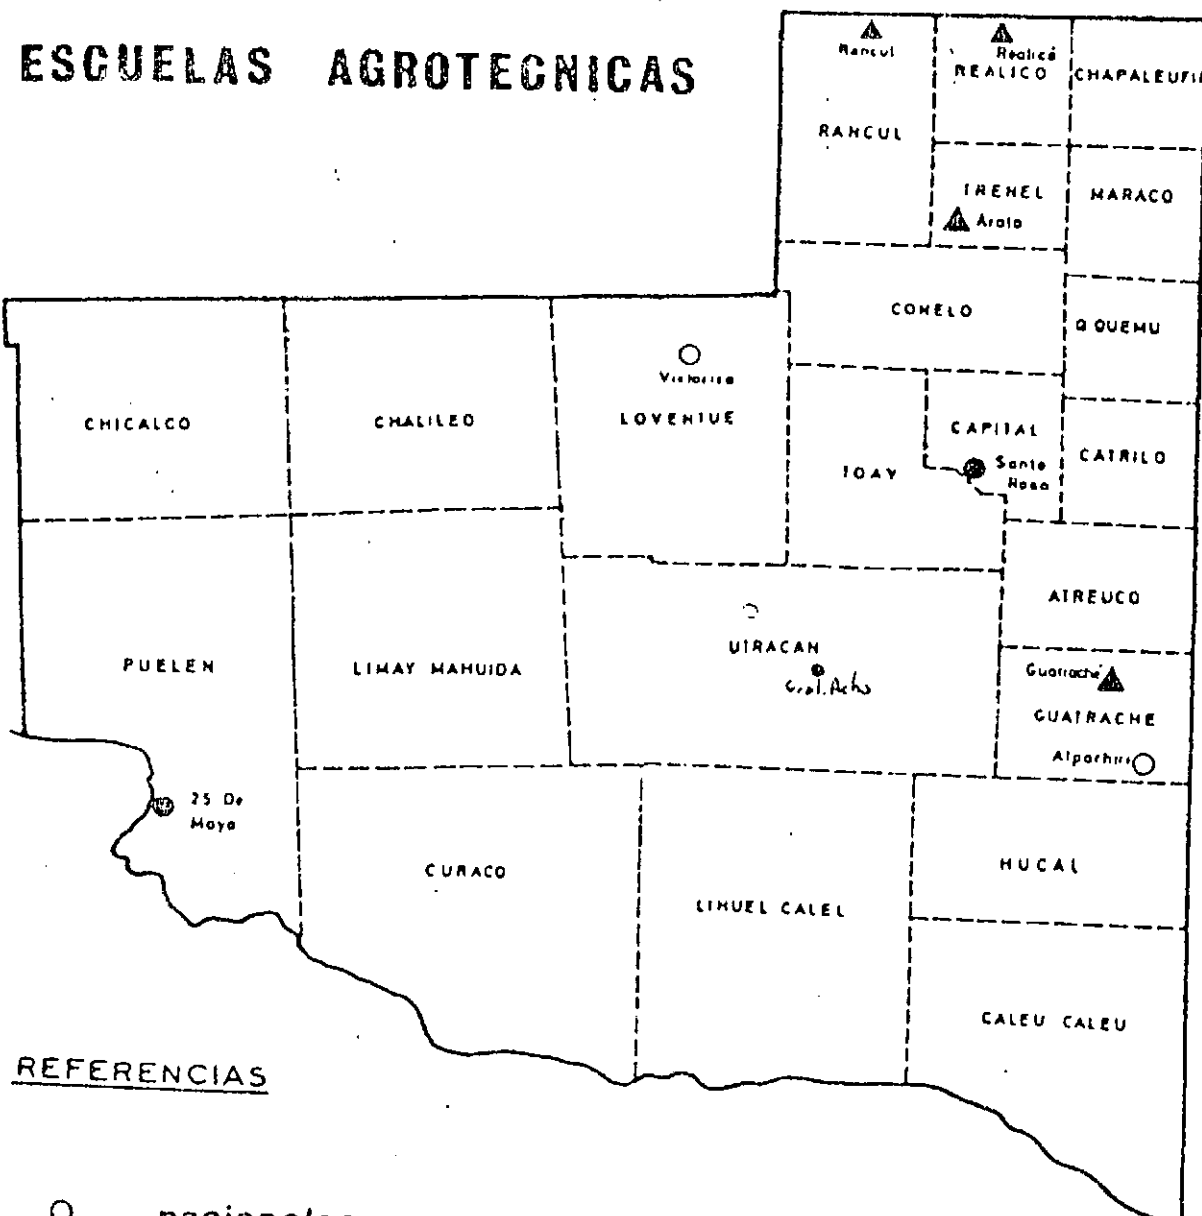 ESCUELAS AGROTECNICAS
Rancul
Realicó
REALICO
RANCUL
TRENEL
Arata
MARACO
CONELO
Q QUEMU
Victorica
CHICALCO
CHALILEO
LOVENTUE
CAPITAL
TOAY
Santa
Rosa
CATRILO
ATREUCO
UTRACAN
Gral. Acha
PUELEN
LIMAY MAHUIDA
Guatraché
GUATRACHE
Alpachiri
25 De
Mayo
CURACO
LIHUEL CALEL
HUCAL
CALEU CALEU
REFERENCIAS